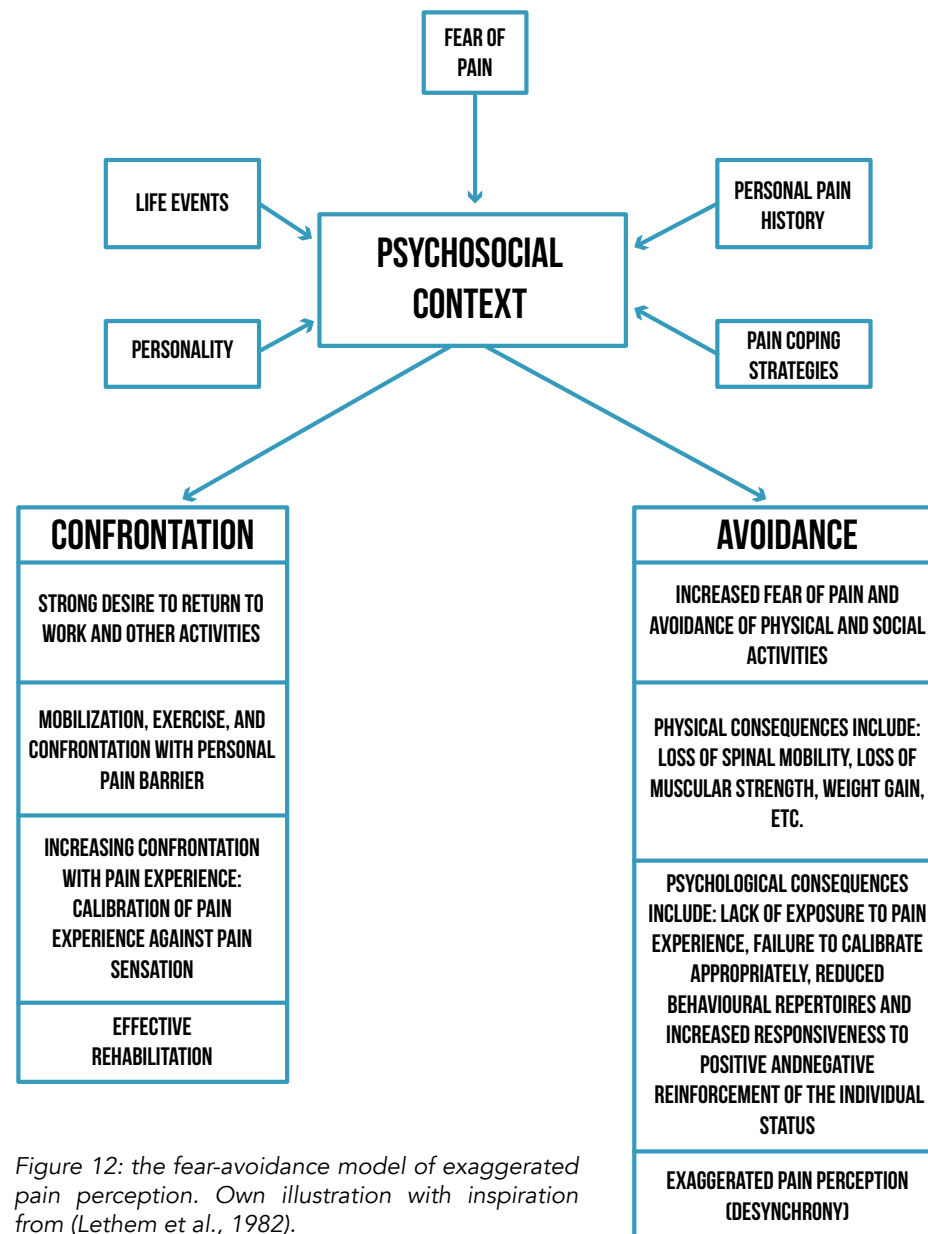 FEAR OF
PAIN
LIFE EVENTS
PERSONAL PAIN
HISTORY
PSYCHOSOCIAL
CONTEXT
PERSONALITY
PAIN COPING
STRATEGIES
CONFRONTATION
STRONG DESIRE TO RETURN TO
WORK AND OTHER ACTIVITIES
MOBILIZATION, EXERCISE, AND
CONFRONTATION WITH PERSONAL
PAIN BARRIER
INCREASING CONFRONTATION
WITH PAIN EXPERIENCE:
CALIBRATION OF PAIN
EXPERIENCE AGAINST PAIN
SENSATION
EFFECTIVE
REHABILITATION
AVOIDANCE
INCREASED FEAR OF PAIN AND
AVOIDANCE OF PHYSICAL AND SOCIAL
ACTIVITIES
PHYSICAL CONSEQUENCES INCLUDE:
LOSS OF SPINAL MOBILITY, LOSS OF
MUSCULAR STRENGTH, WEIGHT GAIN,
ETC.
PSYCHOLOGICAL CONSEQUENCES
INCLUDE: LACK OF EXPOSURE TO PAIN
EXPERIENCE, FAILURE TO CALIBRATE
APPROPRIATELY, REDUCED
BEHAVIOURAL REPERTOIRES AND
INCREASED RESPONSIVENESS TO
POSITIVE ANDNEGATIVE
REINFORCEMENT OF THE INDIVIDUAL
STATUS
EXAGGERATED PAIN PERCEPTION
(DESYNCHRONY)
Figure 12: the fear-avoidance model of exaggerated
pain perception. Own illustration with inspiration
from (Lethem et al., 1982).